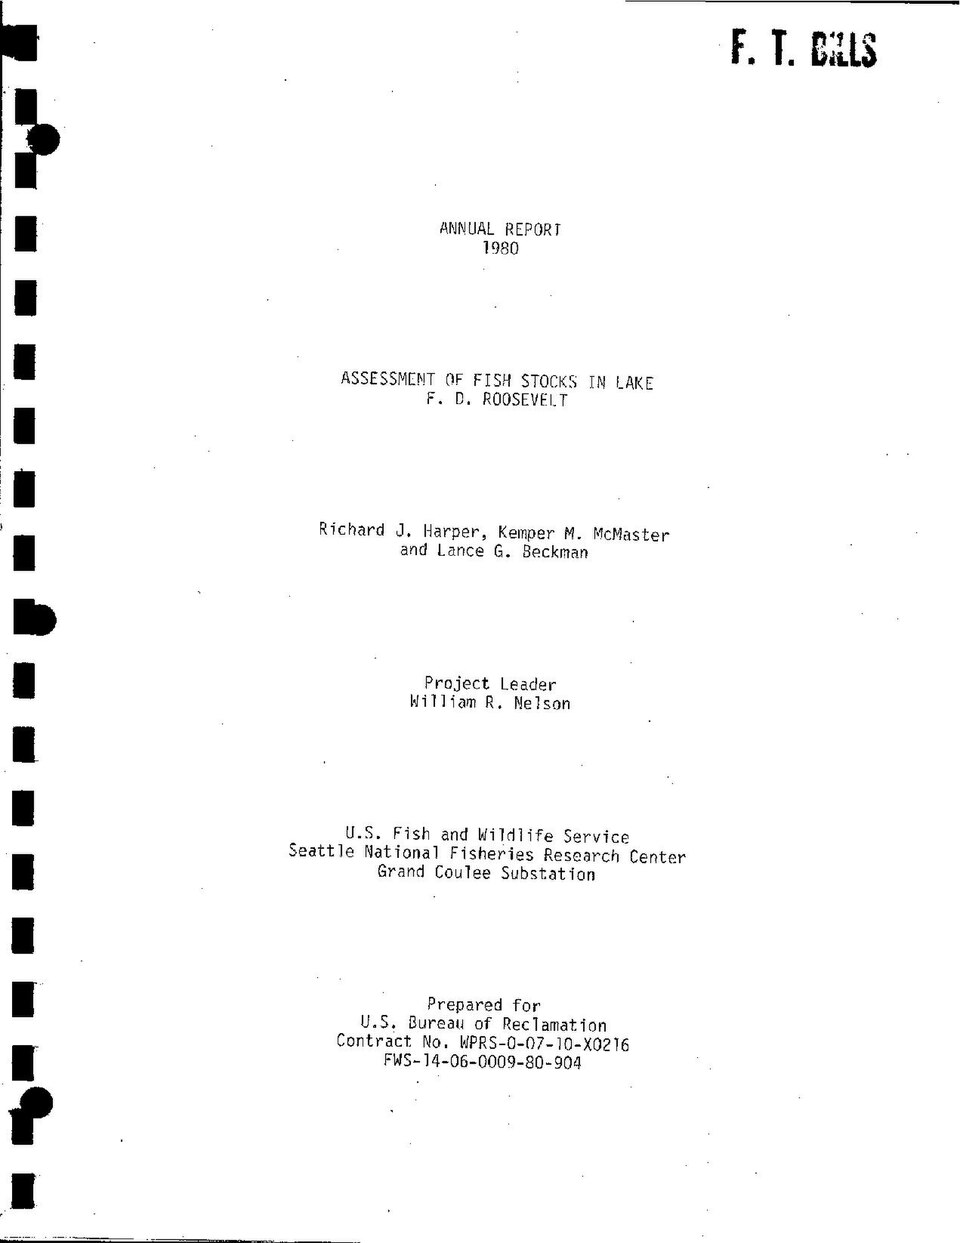 F. T. BILLS
ANNUAL REPORT
1980
ASSESSMENT OF FISH STOCKS IN LAKE
F. D. ROOSEVELT
Richard J. Harper, Kemper M. McMaster
and Lance G. Beckman
Project Leader
William R. Nelson
U.S. Fish and Wildlife Service
Seattle National Fisheries Research Center
Grand Coulee Substation
Prepared for
U.S. Bureau of Reclamation
Contract No. WPRS-0-07-10-X0216
FWS-14-06-0009-80-904